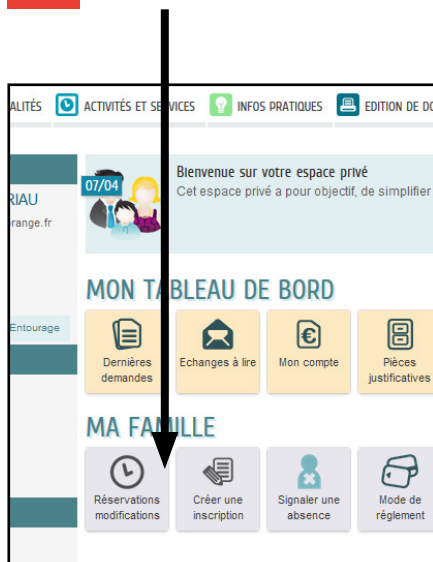 ALITÉS ACTIVITÉS ET SERVICES INFOS PRATIQUES EDITION DE DO
RIAU
range.fr
07/04
Bienvenue sur votre espace privé
Cet espace privé a pour objectif, de simplifier
MON TABLEAU DE BORD
Entourage
Dernières demandes
Echanges à lire
Mon compte
Pièces justificatives
MA FAMILLE
Réservations modifications
Créer une inscription
Signaler une absence
Mode de réglement